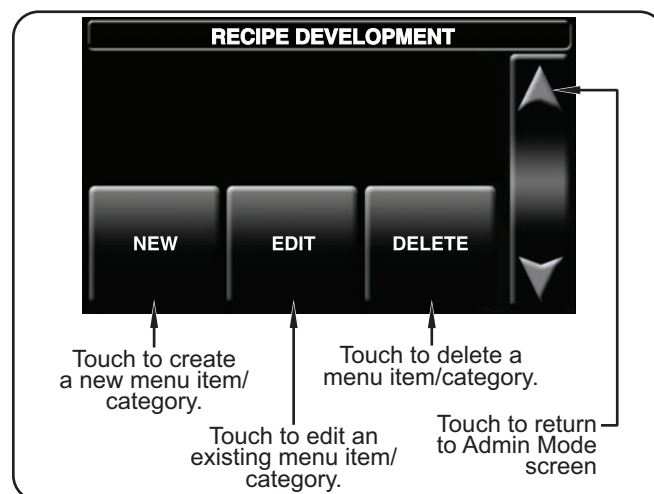 RECIPE DEVELOPMENT
NEW
EDIT
DELETE
Touch to create
a new menu item/
category.
Touch to edit an
existing menu item/
category.
Touch to delete a
menu item/category.
Touch to return
to Admin Mode
screen